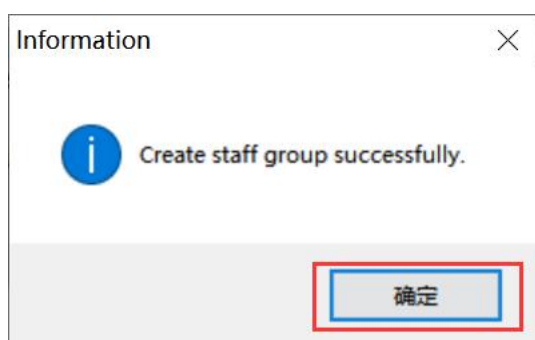 Information
Create staff group successfully.
确定